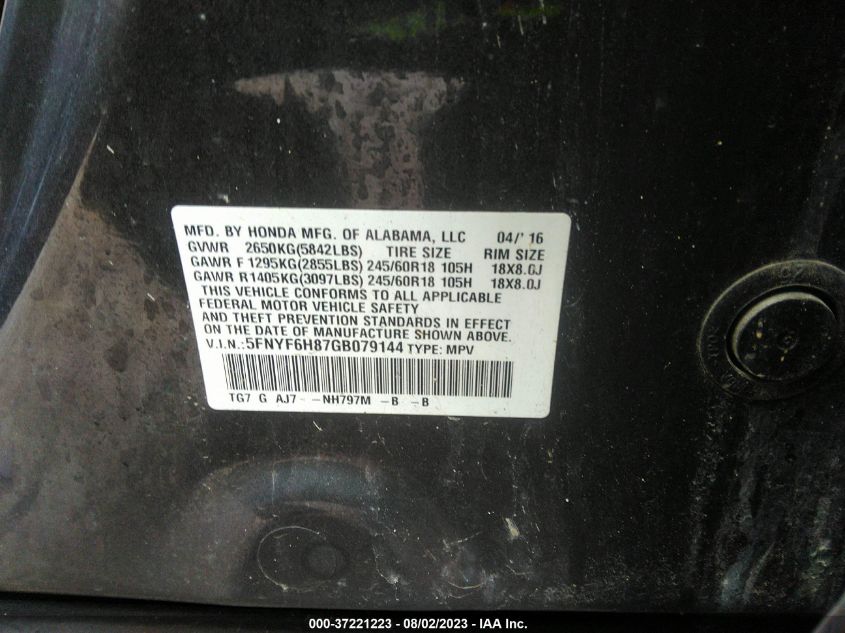 MFD. BY HONDA MFG. OF ALABAMA, LLC 04/'16
GVWR 2650KG(5842LBS) TIRE SIZE RIM SIZE
GAWR F 1295KG(2855LBS) 245/60R18 105H 18X8.0J
GAWR R1405KG(3097LBS) 245/60R18 105H 18X8.0J
THIS VEHICLE CONFORMS TO ALL APPLICABLE
FEDERAL MOTOR VEHICLE SAFETY
AND THEFT PREVENTION STANDARDS IN EFFECT
ON THE DATE OF MANUFACTURE SHOWN ABOVE.
V.I.N.:5FNYF6H87GB079144 TYPE: MPV
TG7 G AJ7- -NH797M -B -B
000-37221223 - 08/02/2023 - IAA Inc.